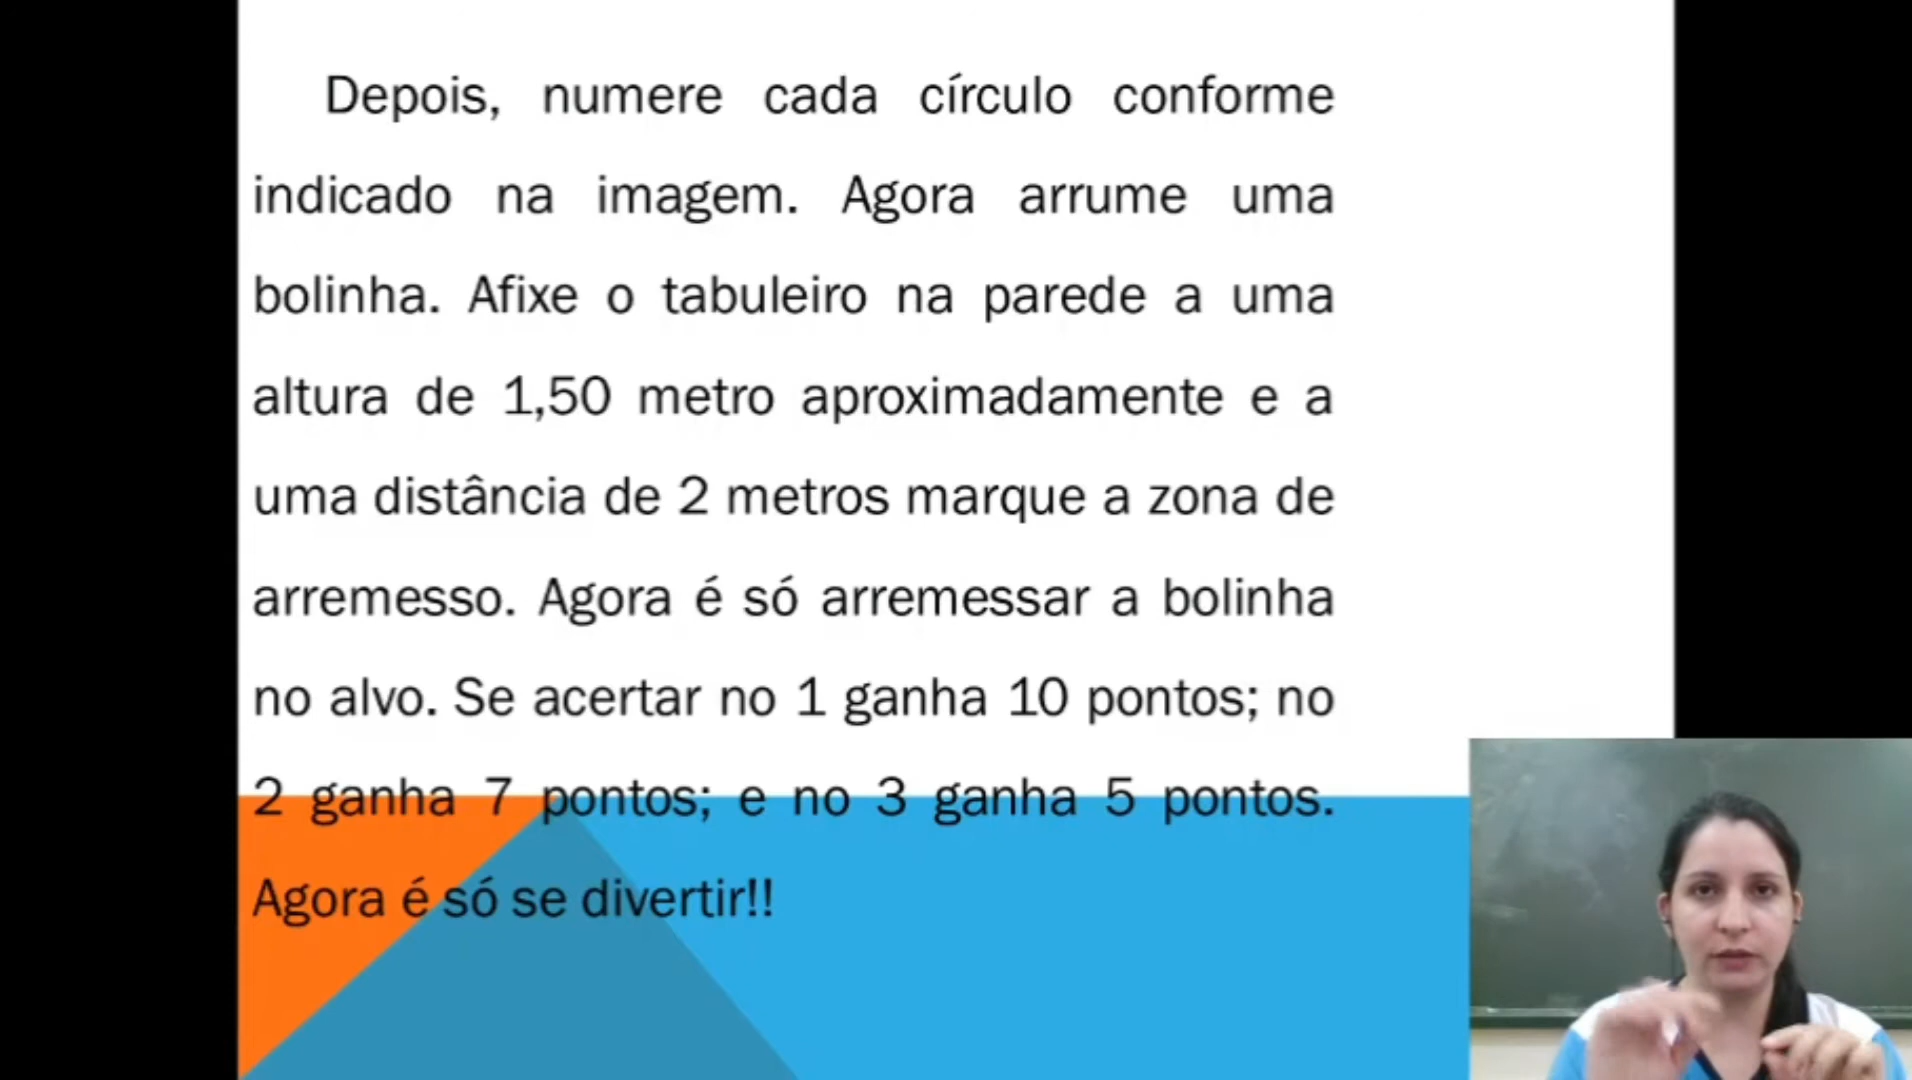 Depois, numere cada círculo conforme
indicado na imagem. Agora arrume uma
bolinha. Afixe o tabuleiro na parede a uma
altura de 1,50 metro aproximadamente e a
uma distância de 2 metros marque a zona de
arremesso. Agora é só arremessar a bolinha
no alvo. Se acertar no 1 ganha 10 pontos; no
2 ganha 7 pontos; e no 3 ganha 5 pontos.
Agora é só se divertir!!